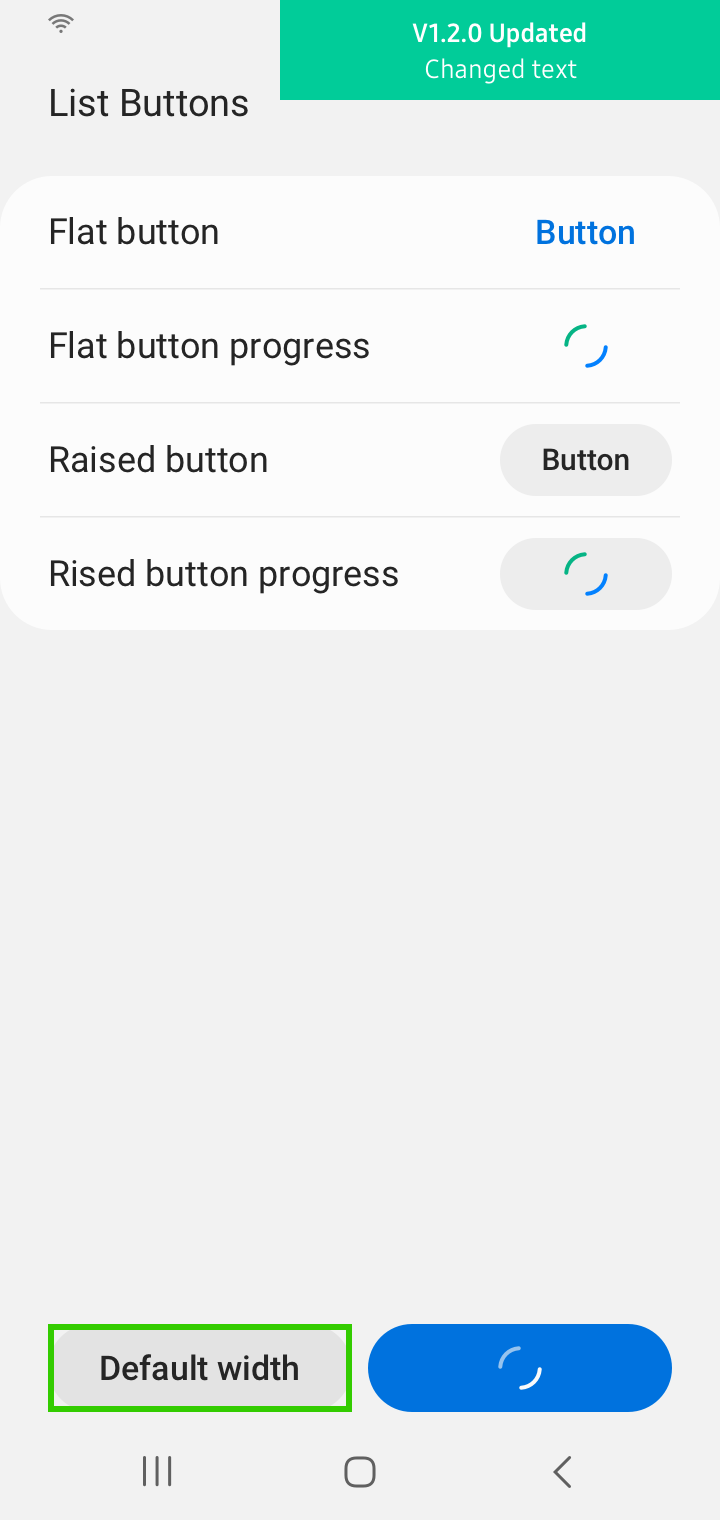 V1.2.0 Updated
Changed text
List Buttons
Flat button
Button
Flat button progress
Raised button
Button
Rised button progress
Default width